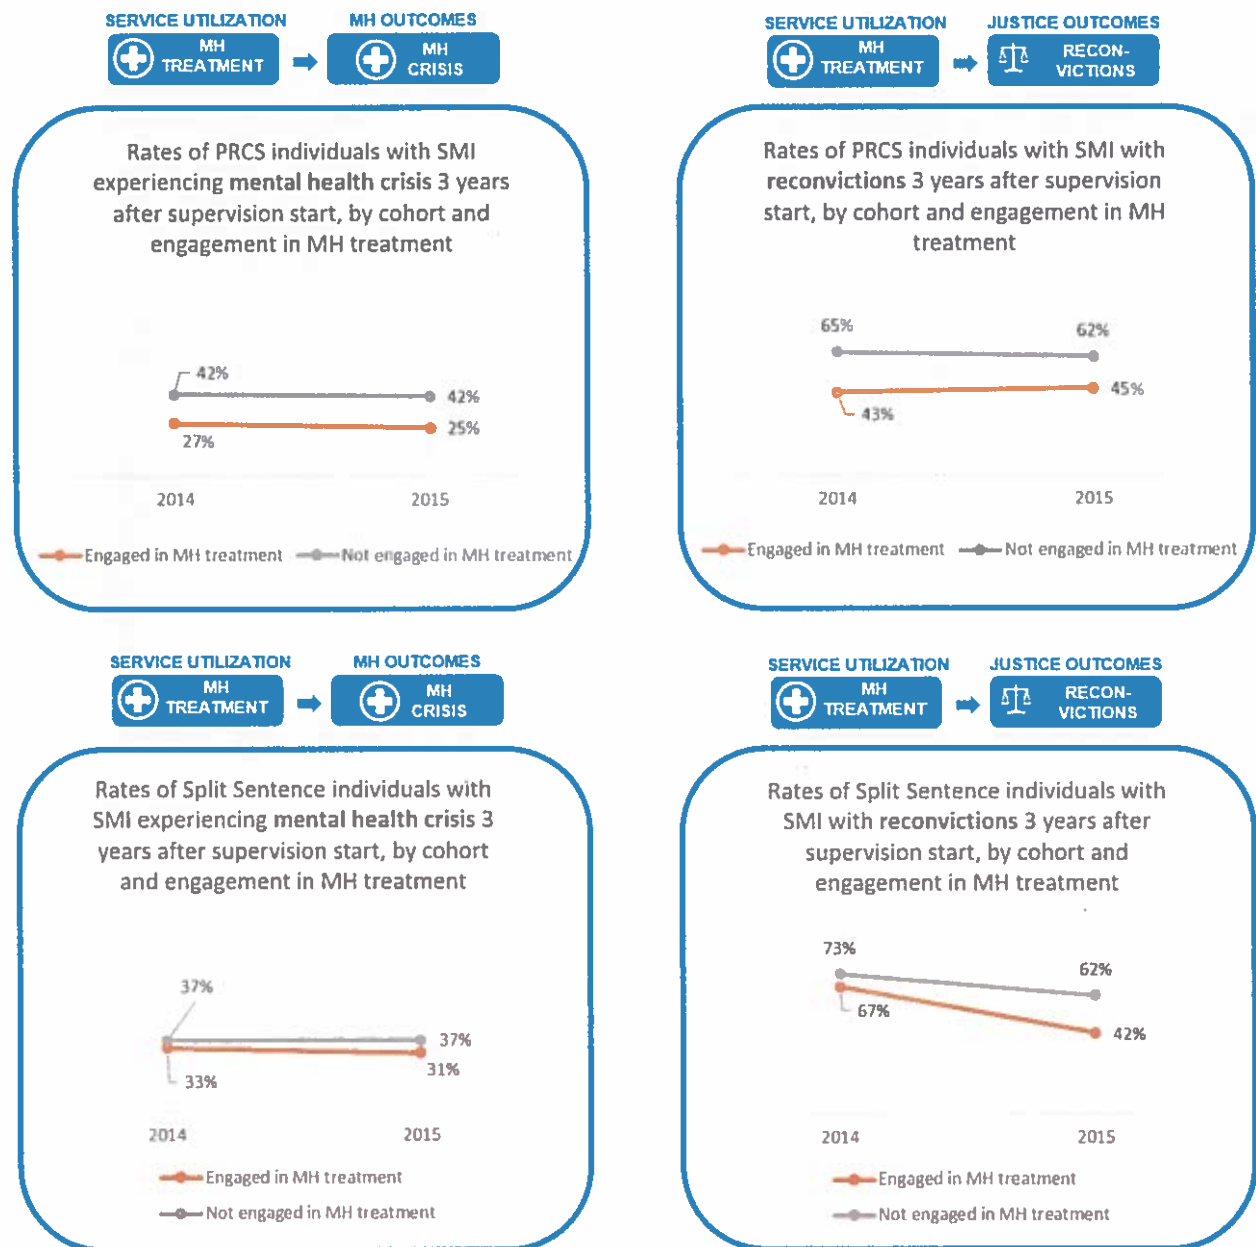 SERVICE UTILIZATION
MH OUTCOMES
MH
TREATMENT
MH
CRISIS
Rates of PRCS individuals with SMI
experiencing mental health crisis 3 years
after supervision start, by cohort and
engagement in MH treatment
42%
42%
27%
25%
2014
2015
Engaged in MH treatment
Not engaged in MH treatment
SERVICE UTILIZATION
JUSTICE OUTCOMES
MH
TREATMENT
RECON-
VICTIONS
Rates of PRCS individuals with SMI with
reconvictions 3 years after supervision
start, by cohort and engagement in MH
treatment
65%
62%
43%
45%
2014
2015
Engaged in MH treatment
Not engaged in MH treatment
SERVICE UTILIZATION
MH OUTCOMES
MH
TREATMENT
MH
CRISIS
Rates of Split Sentence individuals with
SMI experiencing mental health crisis 3
years after supervision start, by cohort
and engagement in MH treatment
37%
37%
33%
31%
2014
2015
Engaged in MH treatment
Not engaged in MH treatment
SERVICE UTILIZATION
JUSTICE OUTCOMES
MH
TREATMENT
RECON-
VICTIONS
Rates of Split Sentence individuals with
SMI with reconvictions 3 years after
supervision start, by cohort and
engagement in MH treatment
73%
62%
67%
42%
2014
2015
Engaged in MH treatment
Not engaged in MH treatment